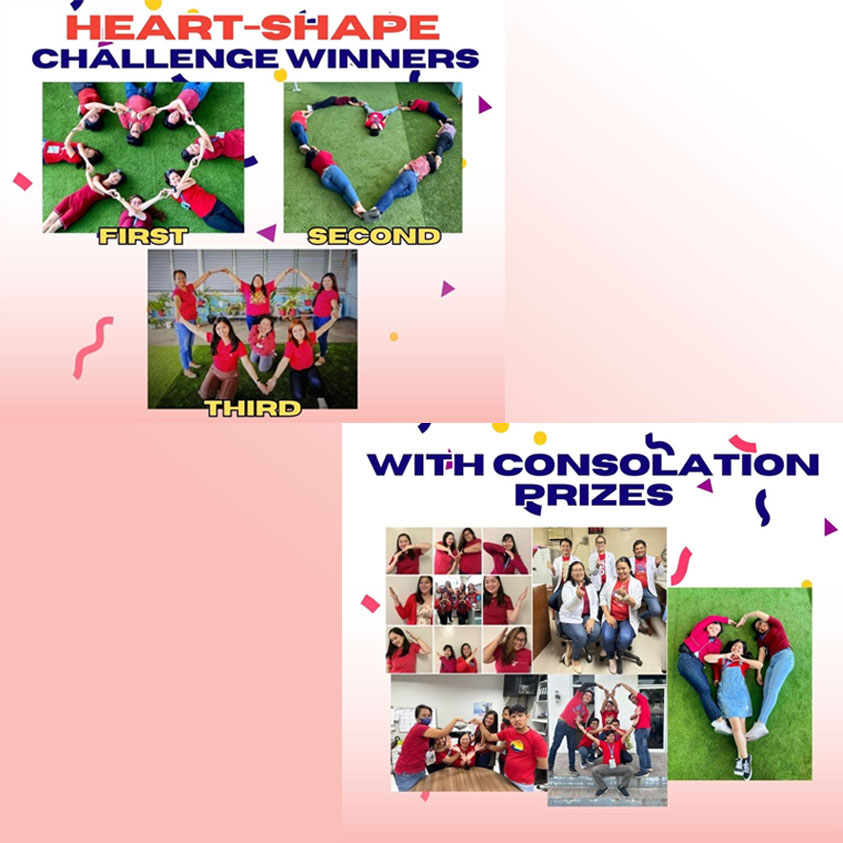 HEART-SHAPE
CHALLENGE WINNERS
FIRST
SECOND
THIRD
WITH CONSOLATION
PRIZES